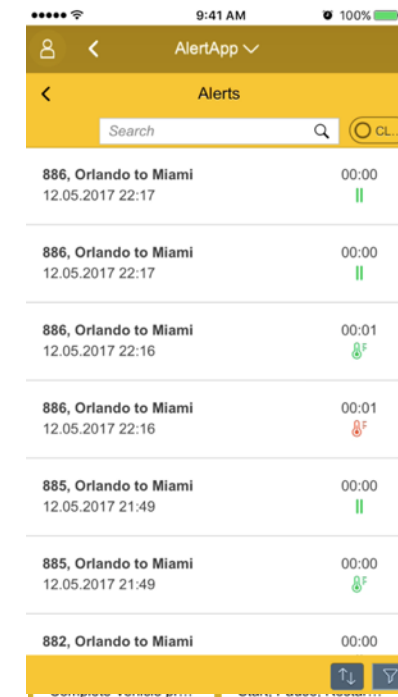 9:41 AM
100%
AlertApp
Alerts
Search
CL...
886, Orlando to Miami
00:00
12.05.2017 22:17
886, Orlando to Miami
00:00
12.05.2017 22:17
886, Orlando to Miami
00:01
12.05.2017 22:16
F
886, Orlando to Miami
00:01
12.05.2017 22:16
F
885, Orlando to Miami
00:00
12.05.2017 21:49
885, Orlando to Miami
00:00
12.05.2017 21:49
F
882, Orlando to Miami
00:00